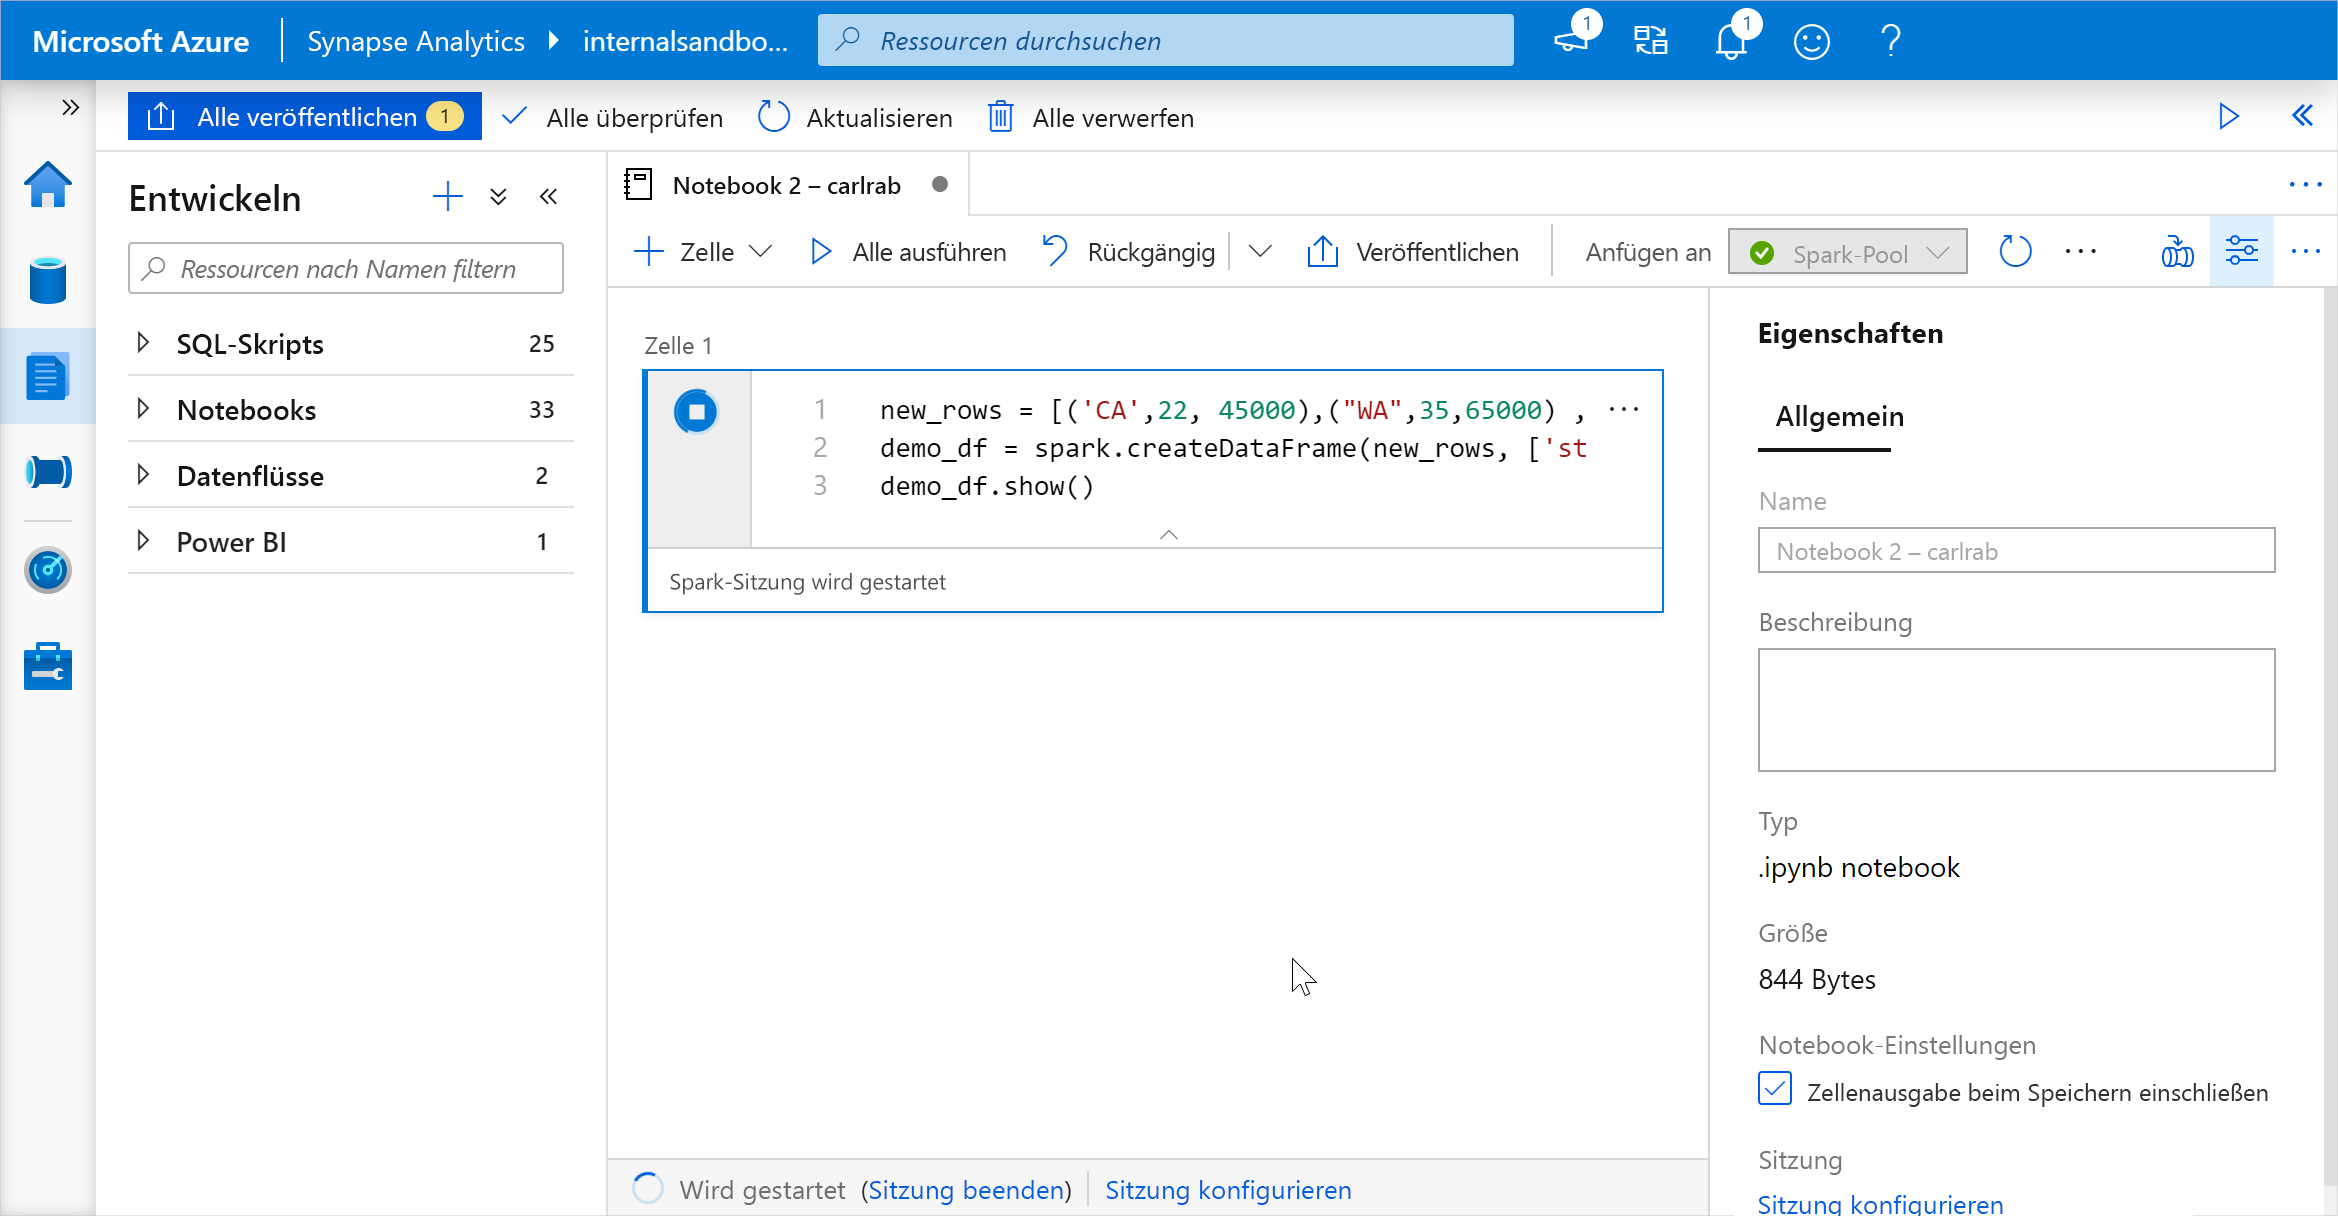 Microsoft Azure
Synapse Analytics
internalsandbo...
Ressourcen durchsuchen
1
1
Alle veröffentlichen 1
Alle überprüfen
Aktualisieren
Alle verwerfen
Entwickeln
Ressourcen nach Namen filtern
SQL-Skripts 25
Notebooks 33
Datenflüsse 2
Power BI 1
Notebook 2 – carlrab
Zelle
Alle ausführen
Rückgängig
Veröffentlichen
Anfügen an
Spark-Pool
Zelle 1
1 new_rows = [('CA',22, 45000),("WA",35,65000) , ...
2 demo_df = spark.createDataFrame(new_rows, ['st
3 demo_df.show()
Spark-Sitzung wird gestartet
Wird gestartet (Sitzung beenden)
Sitzung konfigurieren
Eigenschaften
Allgemein
Name
Notebook 2 – carlrab
Beschreibung
Typ
.ipynb notebook
Größe
844 Bytes
Notebook-Einstellungen
Zellenausgabe beim Speichern einschließen
Sitzung
Sitzung konfigurieren